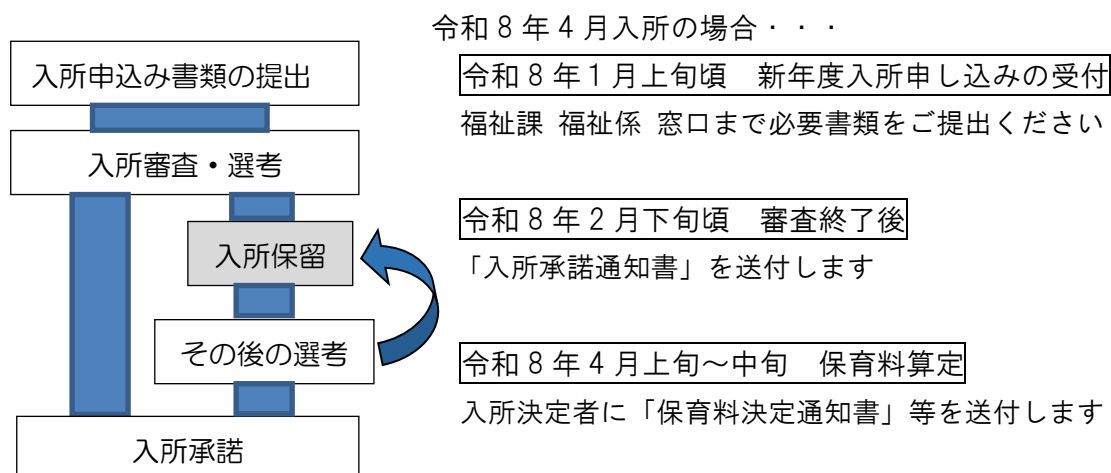 令和８年４月入所の場合・・・
入所申込み書類の提出
入所審査・選考
入所保留
その後の選考
入所承諾
令和８年１月上旬頃　新年度入所申し込みの受付
福祉課 福祉係 窓口まで必要書類をご提出ください
令和８年２月下旬頃　審査終了後
「入所承諾通知書」を送付します
令和８年４月上旬～中旬　保育料算定
入所決定者に「保育料決定通知書」等を送付します